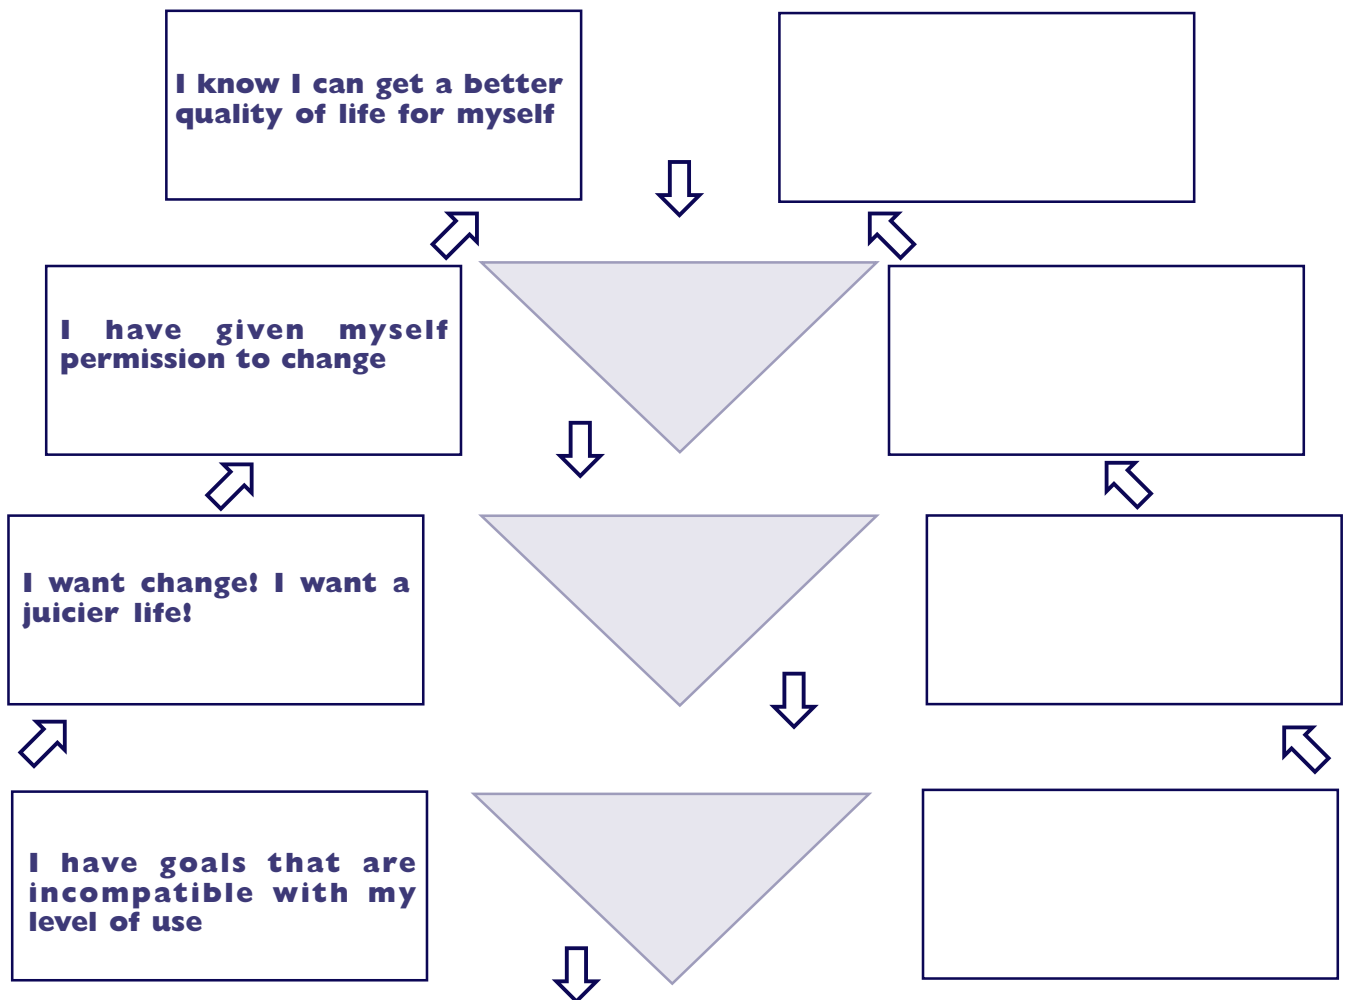 I know I can get a better
quality of life for myself
I have given myself
permission to change
I want change! I want a
juicier life!
I have goals that are
incompatible with my
level of use